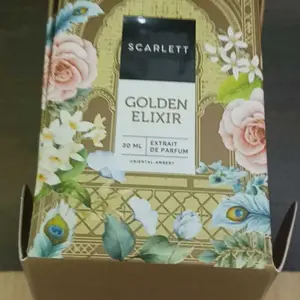 SCARLETT
GOLDEN
ELIXIR
30 ML
EXTRAIT
DE PARFUM
ORIENTAL AMBERY